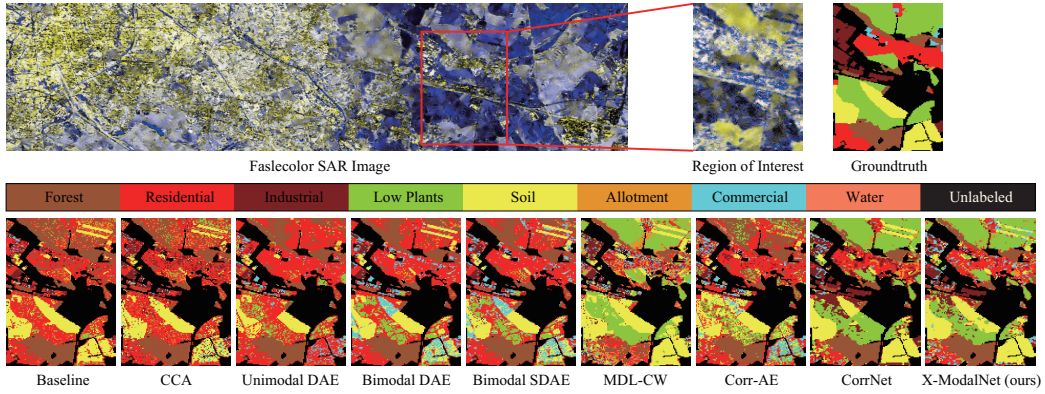 Faslecolor SAR Image
Region of Interest
Groundtruth
Forest
Residential
Industrial
Low Plants
Soil
Allotment
Commercial
Water
Unlabeled
Baseline
CCA
Unimodal DAE
Bimodal DAE
Bimodal SDAE
MDL-CW
Corr-AE
CorrNet
X-ModalNet (ours)